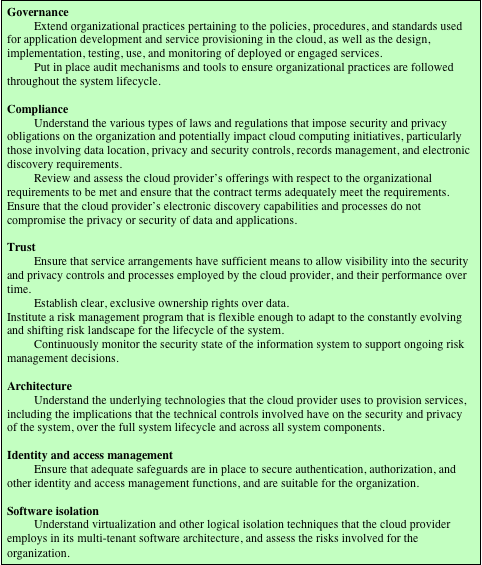 Governance
Extend organizational practices pertaining to the policies, procedures, and standards used
for application development and service provisioning in the cloud, as well as the design,
implementation, testing, use, and monitoring of deployed or engaged services.
Put in place audit mechanisms and tools to ensure organizational practices are followed
throughout the system lifecycle.
Compliance
Understand the various types of laws and regulations that impose security and privacy
obligations on the organization and potentially impact cloud computing initiatives, particularly
those involving data location, privacy and security controls, records management, and electronic
discovery requirements.
Review and assess the cloud provider's offerings with respect to the organizational
requirements to be met and ensure that the contract terms adequately meet the requirements.
Ensure that the cloud provider's electronic discovery capabilities and processes do not
compromise the privacy or security of data and applications.
Trust
Ensure that service arrangements have sufficient means to allow visibility into the security
and privacy controls and processes employed by the cloud provider, and their performance over
time.
Establish clear, exclusive ownership rights over data.
Institute a risk management program that is flexible enough to adapt to the constantly evolving
and shifting risk landscape for the lifecycle of the system.
Continuously monitor the security state of the information system to support ongoing risk
management decisions.
Architecture
Understand the underlying technologies that the cloud provider uses to provision services,
including the implications that the technical controls involved have on the security and privacy
of the system, over the full system lifecycle and across all system components.
Identity and access management
Ensure that adequate safeguards are in place to secure authentication, authorization, and
other identity and access management functions, and are suitable for the organization.
Software isolation
Understand virtualization and other logical isolation techniques that the cloud provider
employs in its multi-tenant software architecture, and assess the risks involved for the
organization.